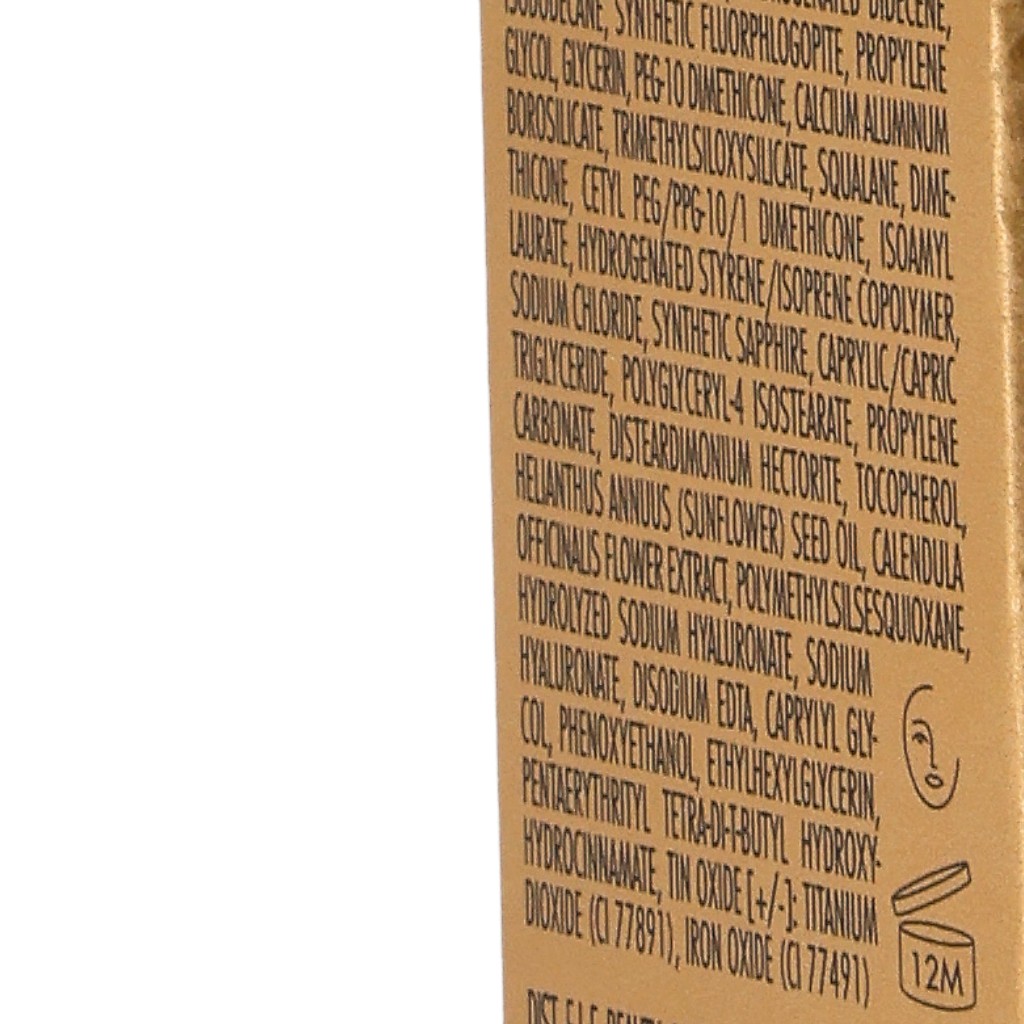 DIDECENE,
ISODODECANE, SYNTHETIC FLUORPHLOGOPITE, PROPYLENE
GLYCOL, GLYCERIN, PEG-10 DIMETHICONE, CALCIUM ALUMINUM
BOROSILICATE, TRIMETHYLSILOXYSILICATE, SQUALANE, DIME-
THICONE, CETYL PEG/PPG-10/1 DIMETHICONE, ISOAMYL
LAURATE, HYDROGENATED STYRENE/ISOPRENE COPOLYMER,
SODIUM CHLORIDE, SYNTHETIC SAPPHIRE, CAPRYLIC/CAPRIC
TRIGLYCERIDE, POLYGLYCERYL-4 ISOSTEARATE, PROPYLENE
CARBONATE, DISTEARDIMONIUM HECTORITE, TOCOPHEROL,
HELIANTHUS ANNUUS (SUNFLOWER) SEED OIL, CALENDULA
OFFICINALIS FLOWER EXTRACT, POLYMETHYLSILSESQUIOXANE,
HYDROLYZED SODIUM HYALURONATE, SODIUM
HYALURONATE, DISODIUM EDTA, CAPRYLYL GLY-
COL, PHENOXYETHANOL, ETHYLHEXYLGLYCERIN,
PENTAERYTHRITYL TETRA-DI-T-BUTYL HYDROXY-
HYDROCINNAMATE, TIN OXIDE [+/-]: TITANIUM
DIOXIDE (CI 77891), IRON OXIDE (CI 77491)
12M